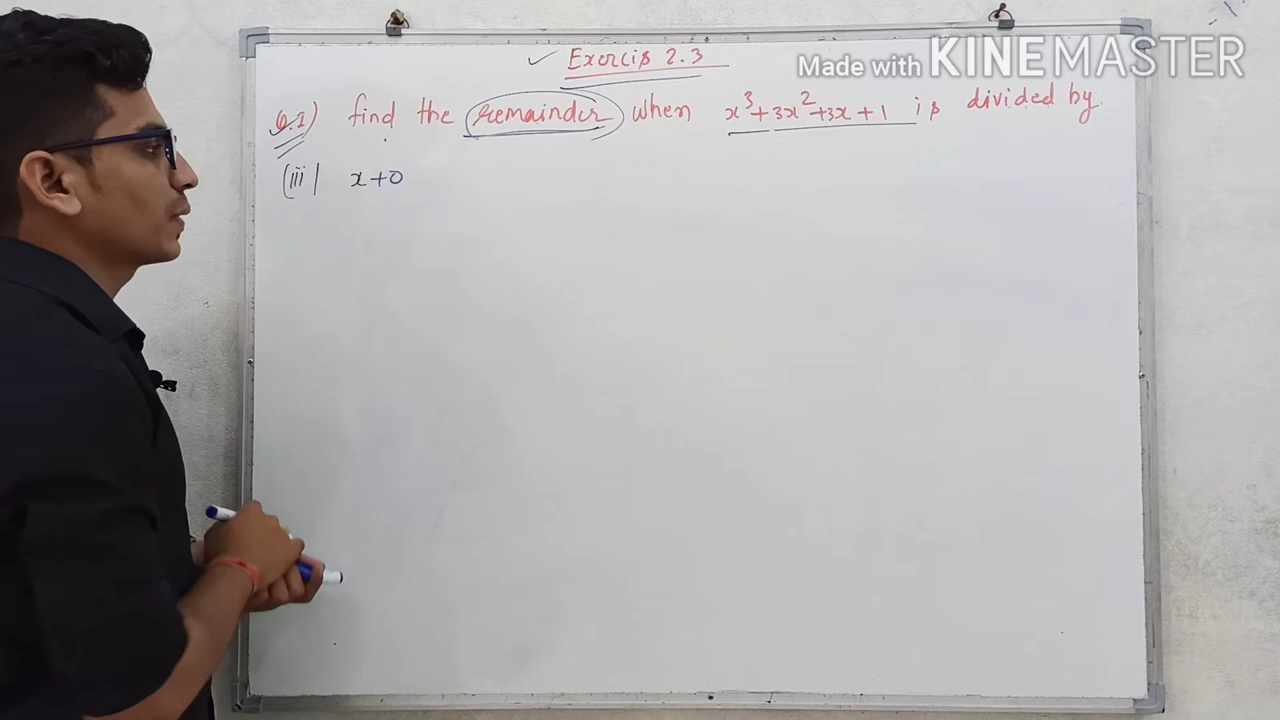 Exercis 2.3
Made with KINEMASTER
Q.1) find the remainder when x³+3x²+3x+1 is divided by.
(iii) x+0